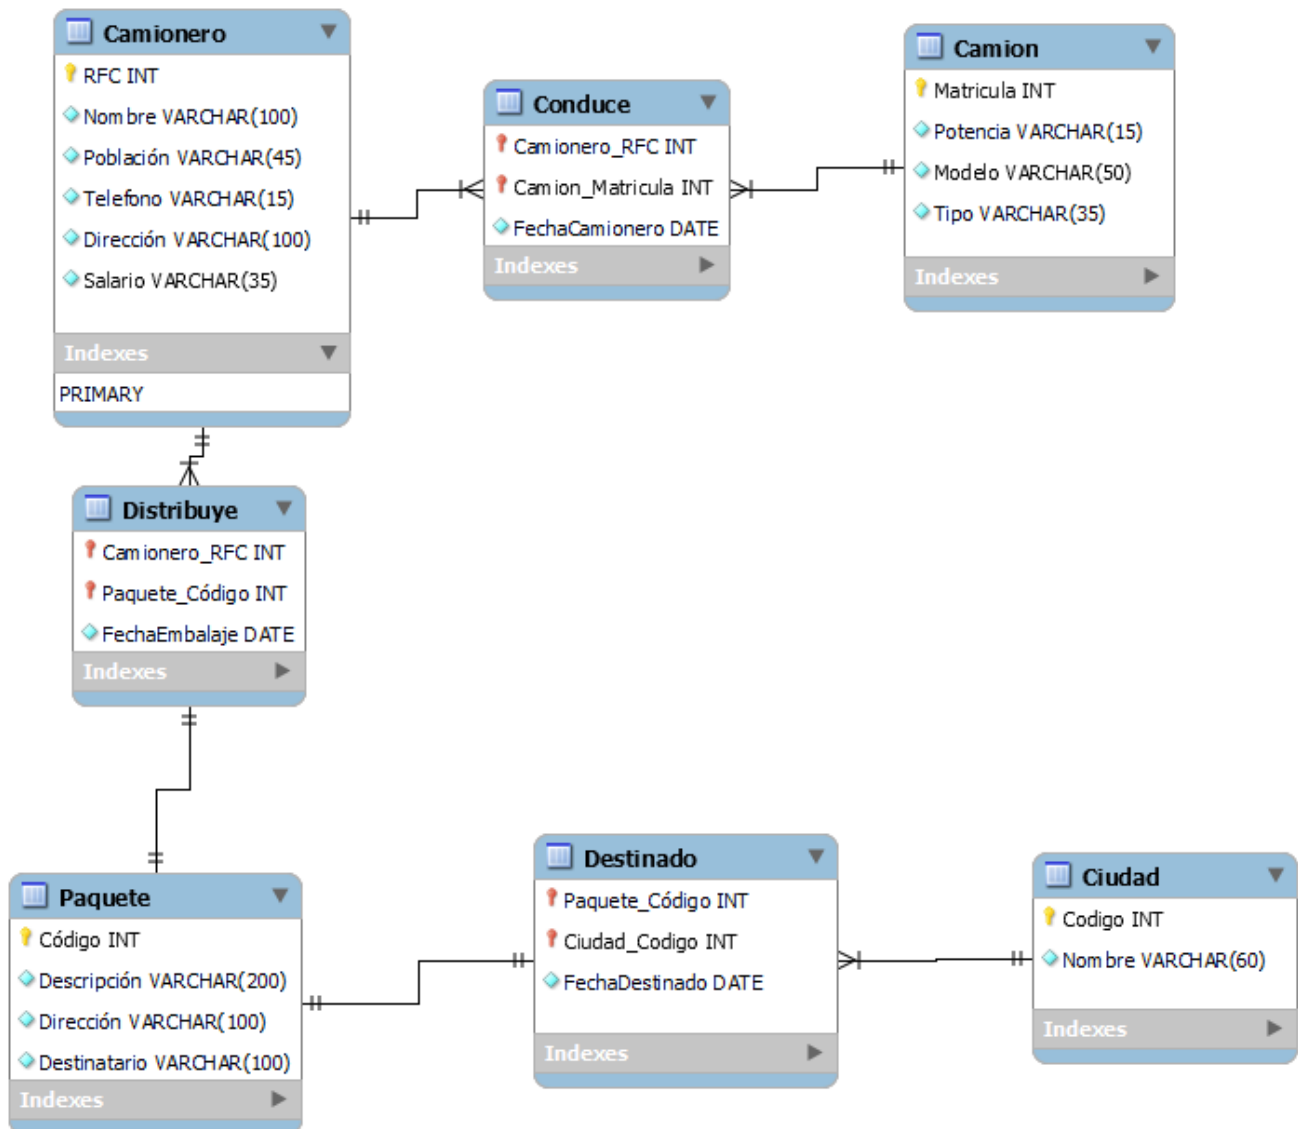 Camionero
RFC INT
Nombre VARCHAR(100)
Población VARCHAR(45)
Telefono VARCHAR(15)
Dirección VARCHAR(100)
Salario VARCHAR(35)
Indexes
PRIMARY
Conduce
Camionero_RFC INT
Camion_Matricula INT
FechaCamionero DATE
Indexes
Camion
Matricula INT
Potencia VARCHAR(15)
Modelo VARCHAR(50)
Tipo VARCHAR(35)
Indexes
Distribuye
Camionero_RFC INT
Paquete_Código INT
FechaEmbalaje DATE
Indexes
Paquete
Código INT
Descripción VARCHAR(200)
Dirección VARCHAR(100)
Destinatario VARCHAR(100)
Indexes
Destinado
Paquete_Código INT
Ciudad_Codigo INT
FechaDestinado DATE
Indexes
Ciudad
Codigo INT
Nombre VARCHAR(60)
Indexes